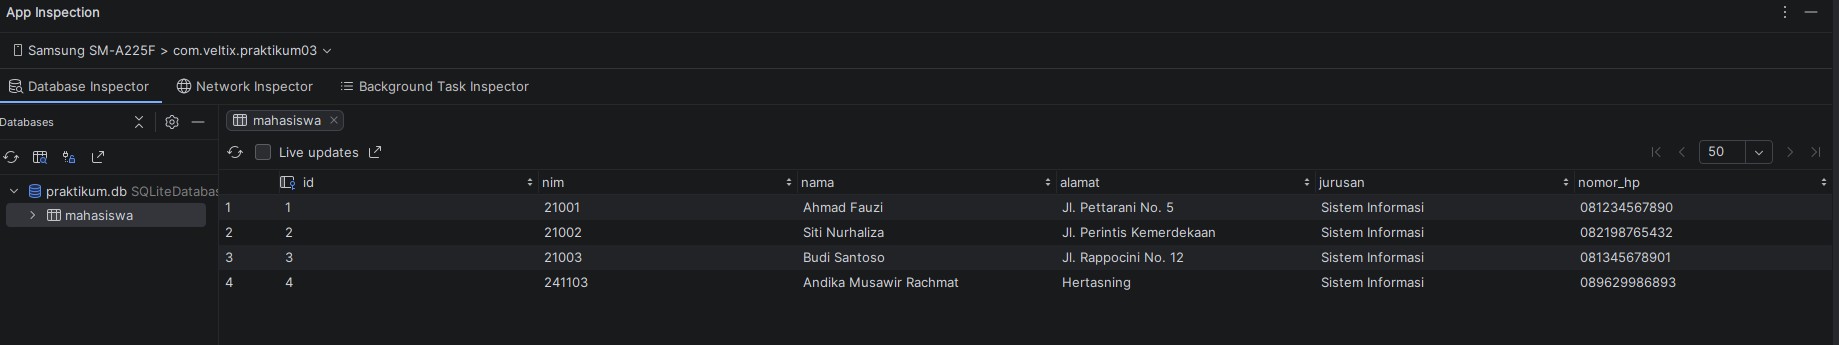 App Inspection
Samsung SM-A225F > com.veltix.praktikum03
Database Inspector Network Inspector Background Task Inspector
Databases mahasiswa
Live updates 50
praktikum.db SQLiteDatabas
mahasiswa
id nim nama alamat jurusan nomor_hp
1 1 21001 Ahmad Fauzi Jl. Pettarani No. 5 Sistem Informasi 081234567890
2 2 21002 Siti Nurhaliza Jl. Perintis Kemerdekaan Sistem Informasi 082198765432
3 3 21003 Budi Santoso Jl. Rappocini No. 12 Sistem Informasi 081345678901
4 4 241103 Andika Musawir Rachmat Hertasning Sistem Informasi 089629986893